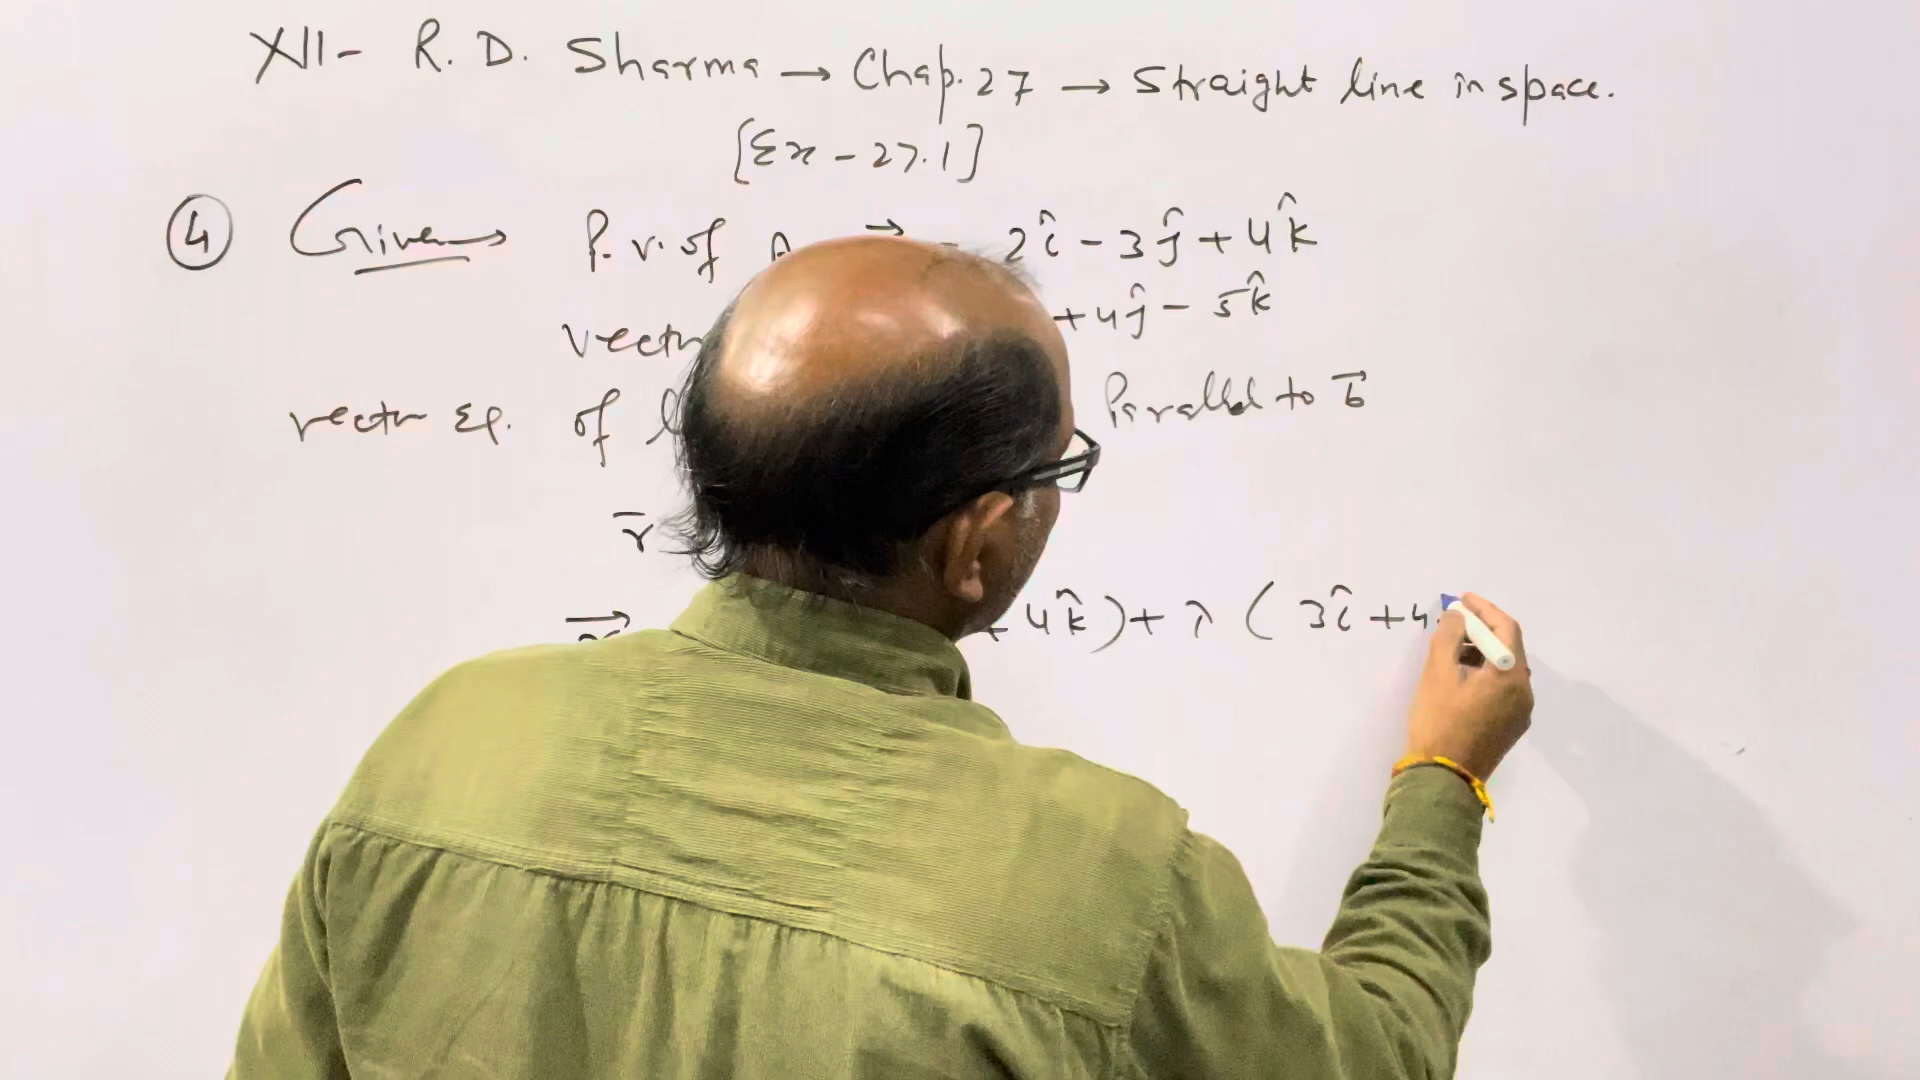 XII - R. D. Sharma → Chap. 27 → Straight line in space.
[Ex - 27.1]
④ Given → P. v. of A 2î - 3ĵ + 4k̂
+ 4ĵ - 5k̂
vector Eq. of Parallel to b̄
r̄
+ 4k̂) + λ ( 3î + 4